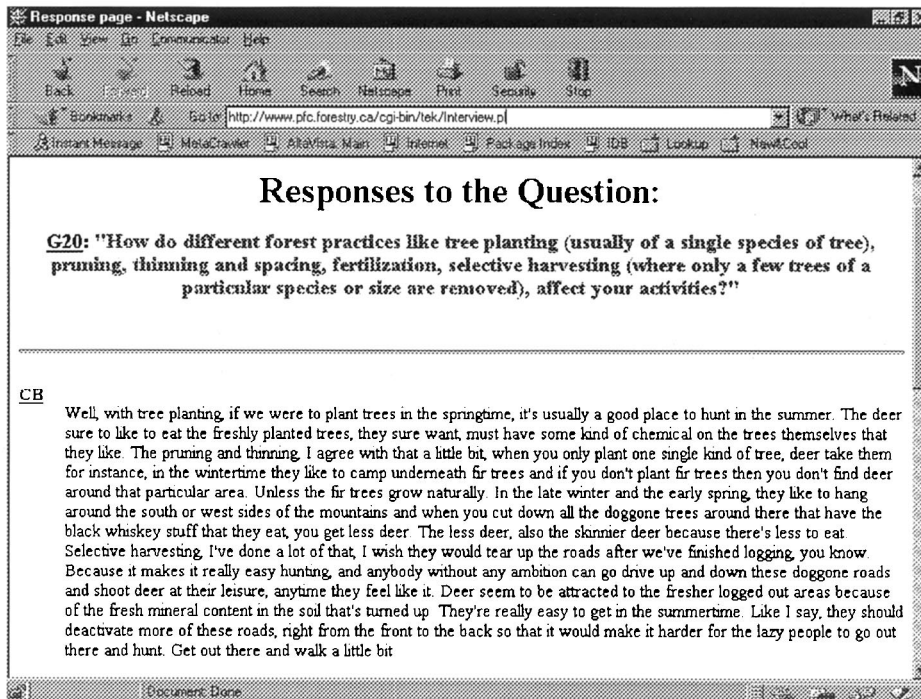 Response page - Netscape
File Edit View Go Communicator Help
Back Forward Reload Home Search Netscape Print Security Stop
N
Bookmarks Go to: http://www.pfc.forestry.ca/cgi-bin/tek/Interview.pl What's Related
Instant Message MetaCrawler AltaVista Main Internet Package Index IDB Lookup New&Cool
Responses to the Question:
G20: "How do different forest practices like tree planting (usually of a single species of tree),
pruning, thinning and spacing, fertilization, selective harvesting (where only a few trees of a
particular species or size are removed), affect your activities?"
CB
Well, with tree planting, if we were to plant trees in the springtime, it's usually a good place to hunt in the summer. The deer
sure to like to eat the freshly planted trees, they sure want, must have some kind of chemical on the trees themselves that
they like. The pruning and thinning, I agree with that a little bit, when you only plant one single kind of tree, deer take them
for instance, in the wintertime they like to camp underneath fir trees and if you don't plant fir trees then you don't find deer
around that particular area. Unless the fir trees grow naturally. In the late winter and the early spring, they like to hang
around the south or west sides of the mountains and when you cut down all the doggone trees around there that have the
black whiskey stuff that they eat, you get less deer. The less deer, also the skinnier deer because there's less to eat.
Selective harvesting, I've done a lot of that, I wish they would tear up the roads after we've finished logging, you know.
Because it makes it really easy hunting, and anybody without any ambition can go drive up and down these doggone roads
and shoot deer at their leisure, anytime they feel like it. Deer seem to be attracted to the fresher logged out areas because
of the fresh mineral content in the soil that's turned up. They're really easy to get in the summertime. Like I say, they should
deactivate more of these roads, right from the front to the back so that it would make it harder for the lazy people to go out
there and hunt. Get out there and walk a little bit
Document: Done